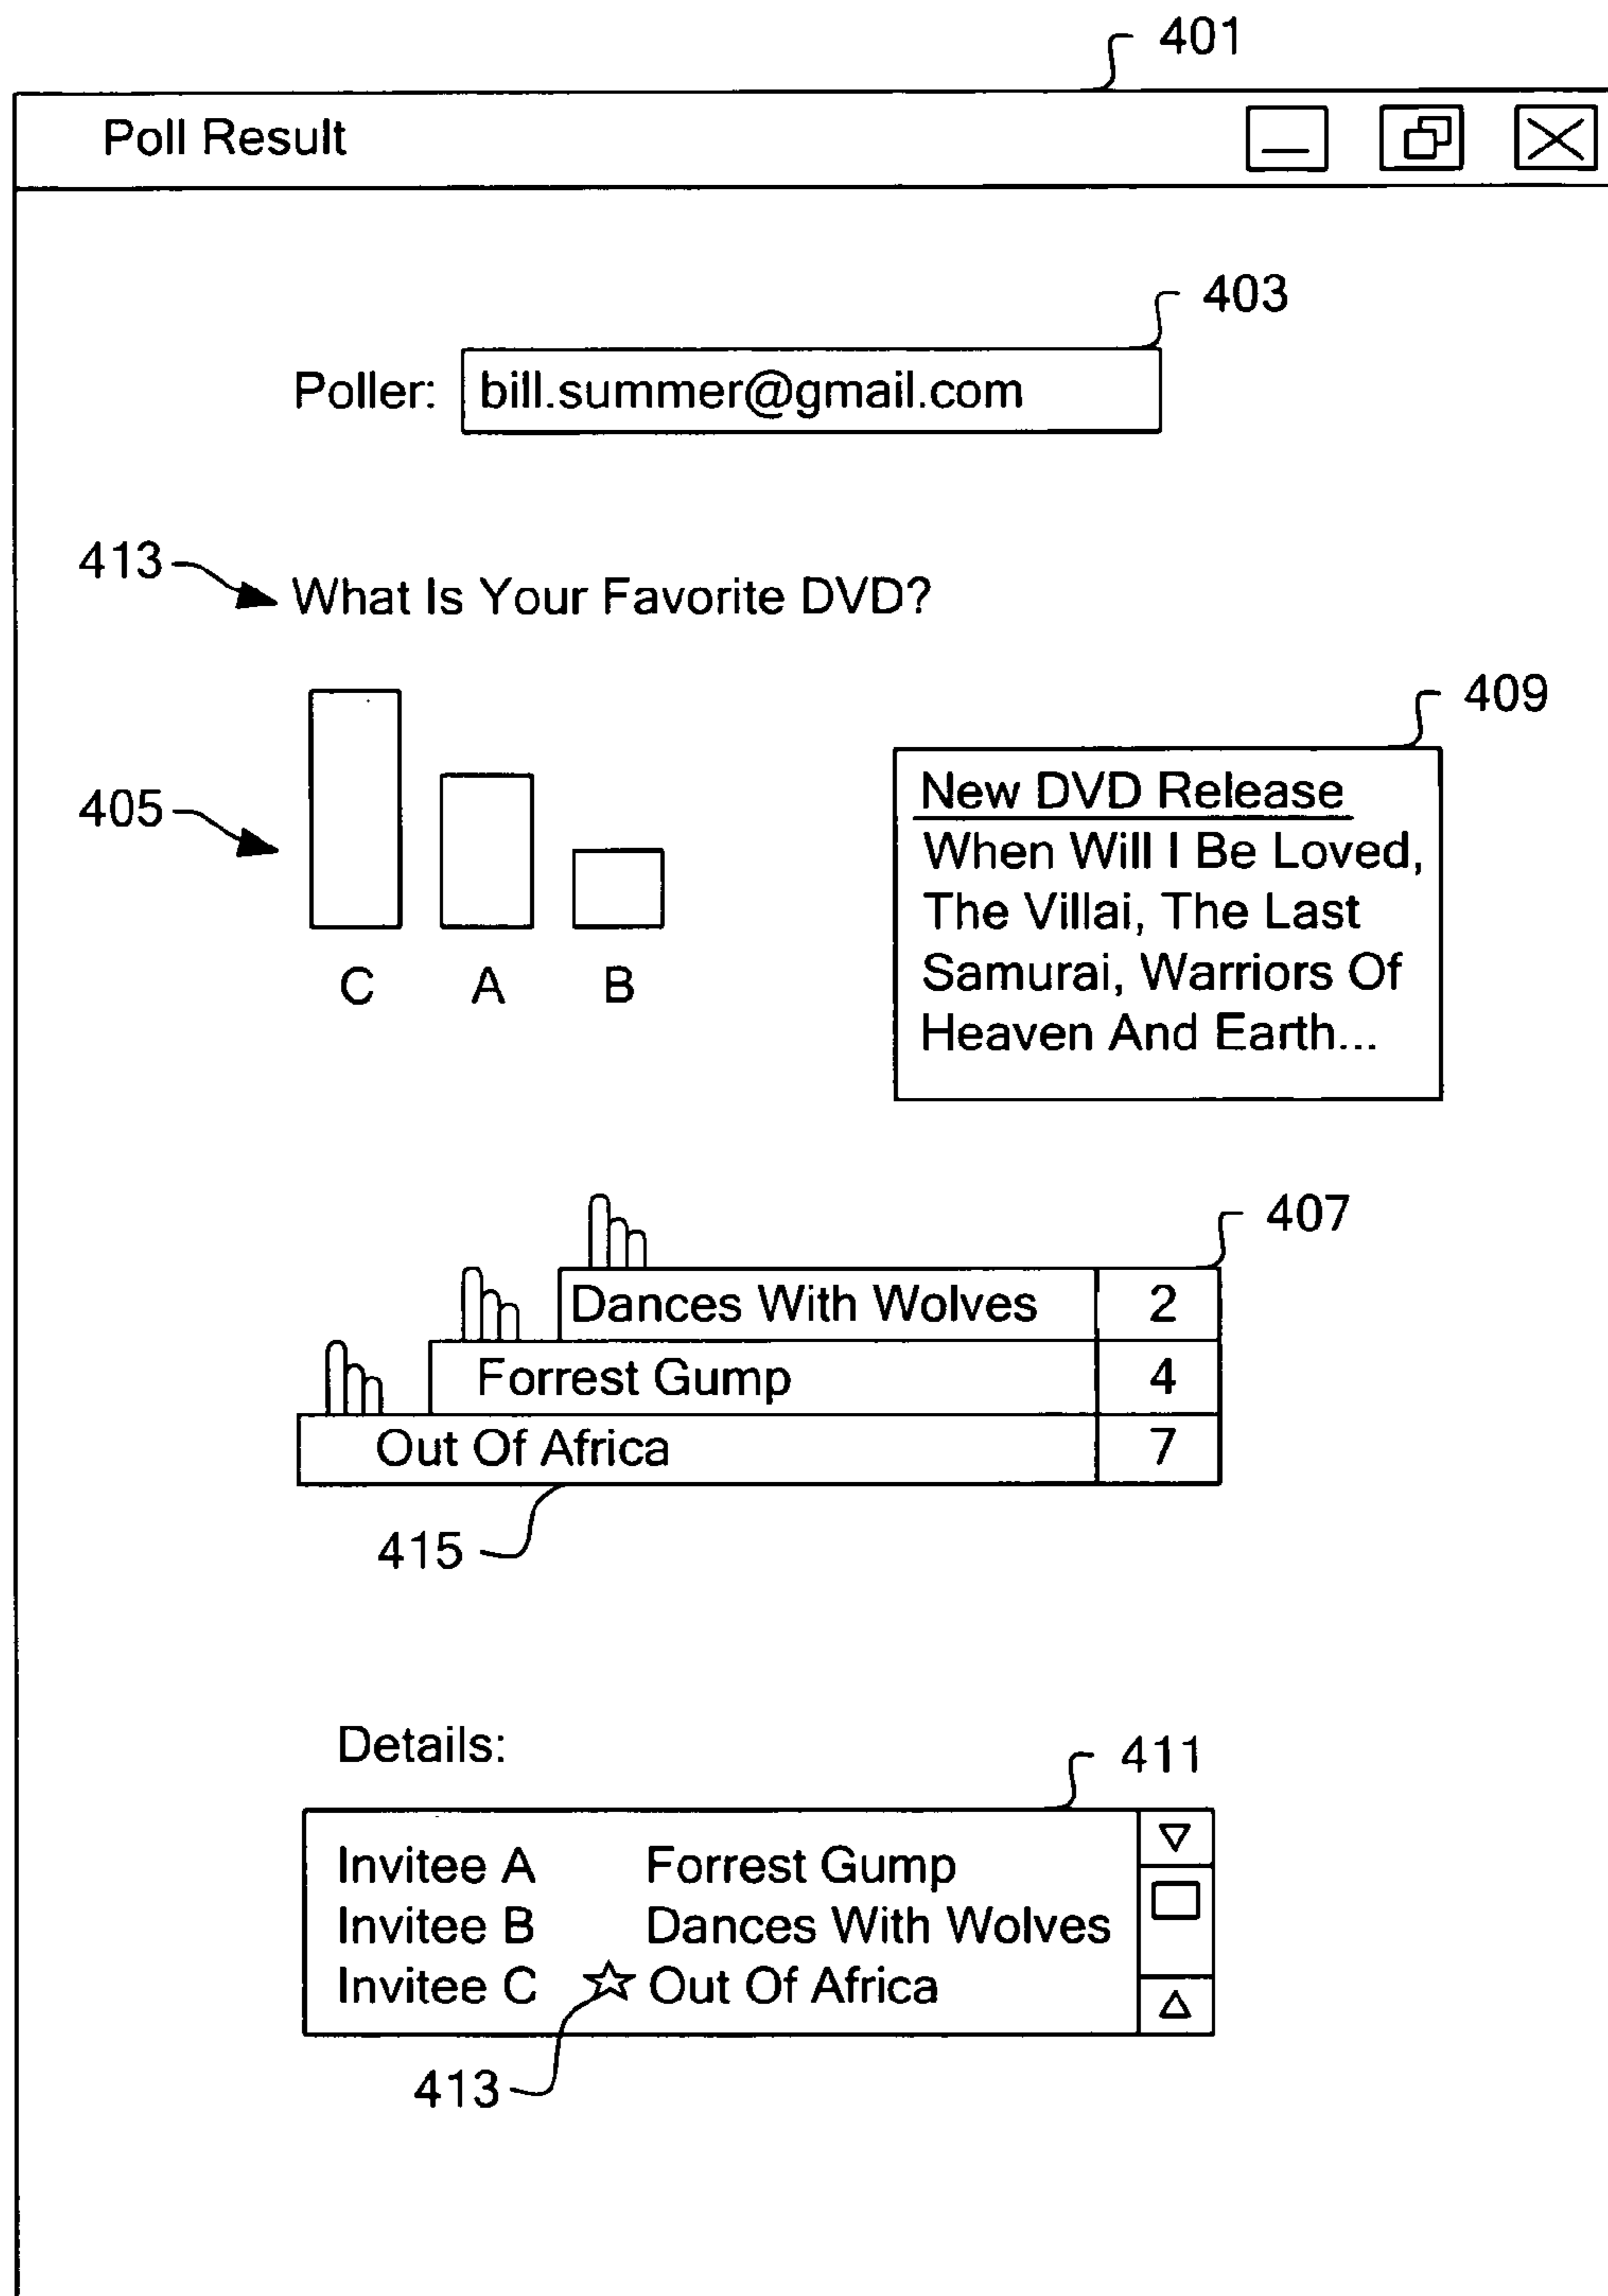 401
Poll Result
403
Poller: bill.summer@gmail.com
413
What Is Your Favorite DVD?
409
405
New DVD Release
When Will I Be Loved,
The Villai, The Last
Samurai, Warriors Of
Heaven And Earth...
C A B
407
Dances With Wolves 2
Forrest Gump 4
Out Of Africa 7
415
Details:
411
Invitee A Forrest Gump
Invitee B Dances With Wolves
Invitee C ☆ Out Of Africa
413